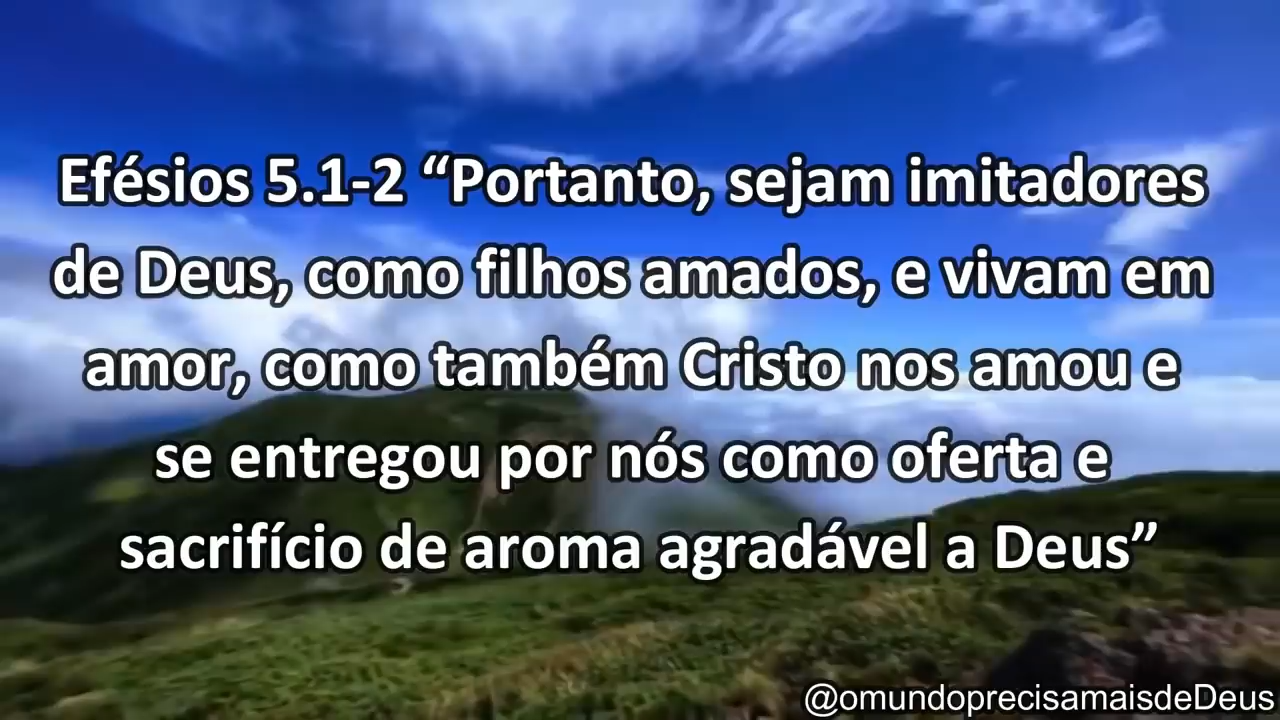 Efésios 5.1-2 “Portanto, sejam imitadores
de Deus, como filhos amados, e vivam em
amor, como também Cristo nos amou e
se entregou por nós como oferta e
sacrifício de aroma agradável a Deus”
@omundoprecisamaisdeDeus